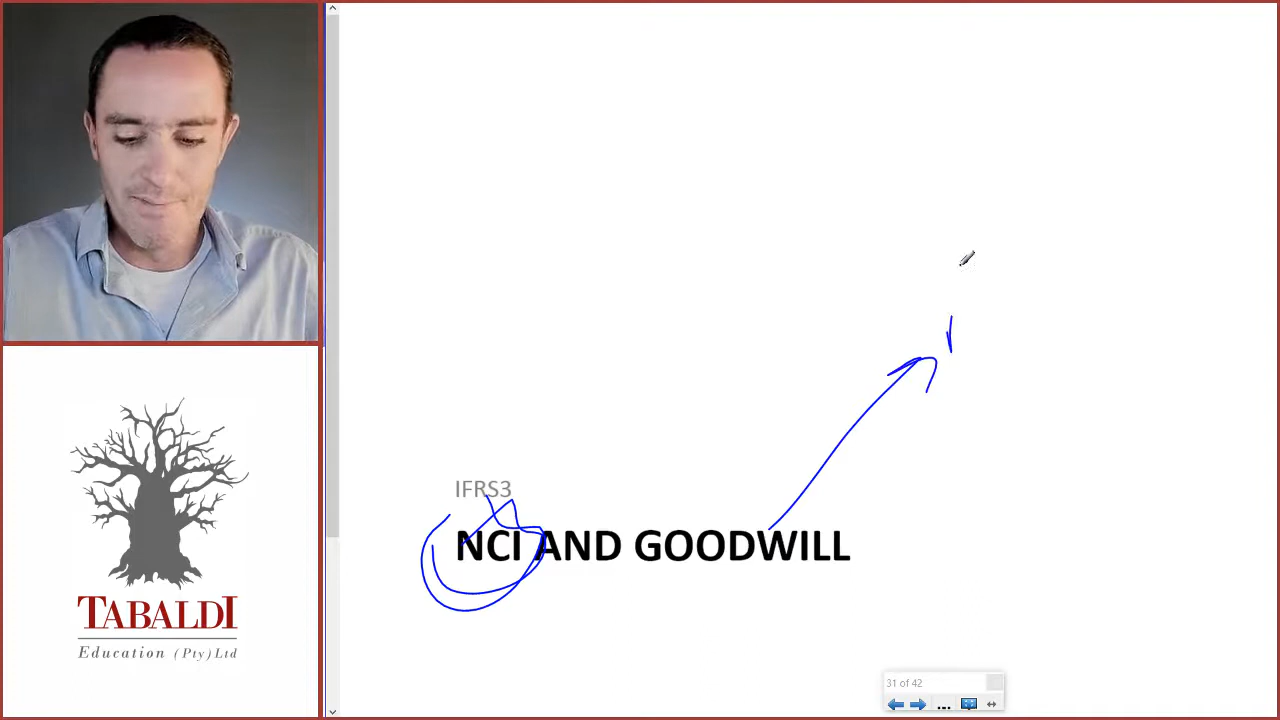 IFRS3
NCI AND GOODWILL
TABALDI
Education (Pty) Ltd
31 of 42